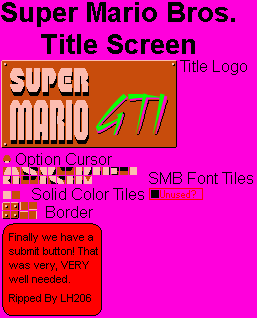 Super Mario Bros.
Title Screen
Title Logo
SUPER
MARIO
GTI
Option Cursor
SMB Font Tiles
Solid Color Tiles
Unused?
Border
Finally we have a
submit button! That
was very, VERY
well needed.
Ripped By LH206